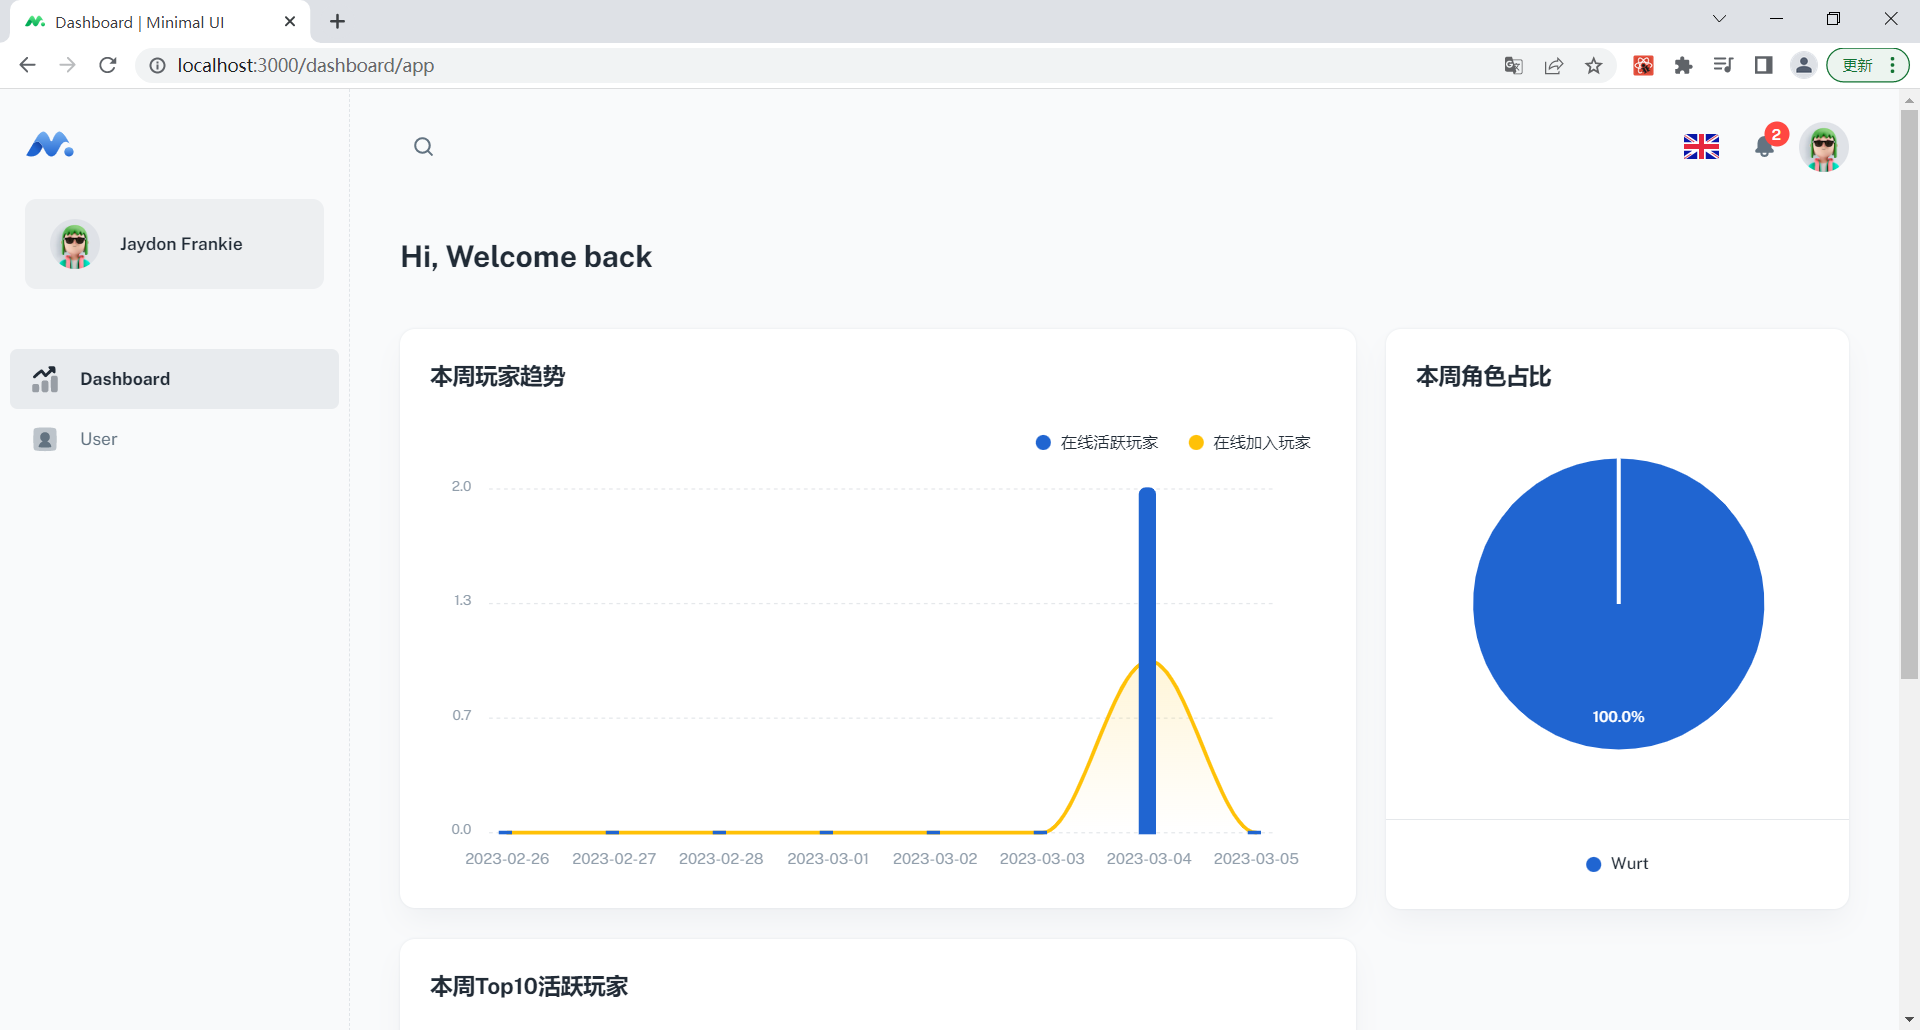 Dashboard | Minimal UI
localhost:3000/dashboard/app
更新
2
Jaydon Frankie
Hi, Welcome back
Dashboard
User
本周玩家趋势
在线活跃玩家 在线加入玩家
2.0
1.3
0.7
0.0
2023-02-26 2023-02-27 2023-02-28 2023-03-01 2023-03-02 2023-03-03 2023-03-04 2023-03-05
本周角色占比
100.0%
Wurt
本周Top10活跃玩家